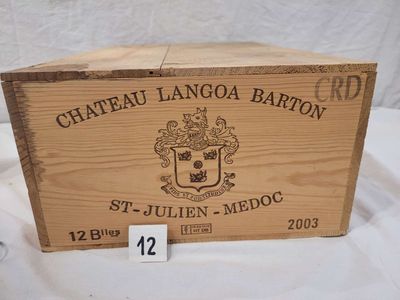 CRD
CHATEAU LANGOA BARTON
ST-JULIEN-MEDOC
12 Blles
12
2003